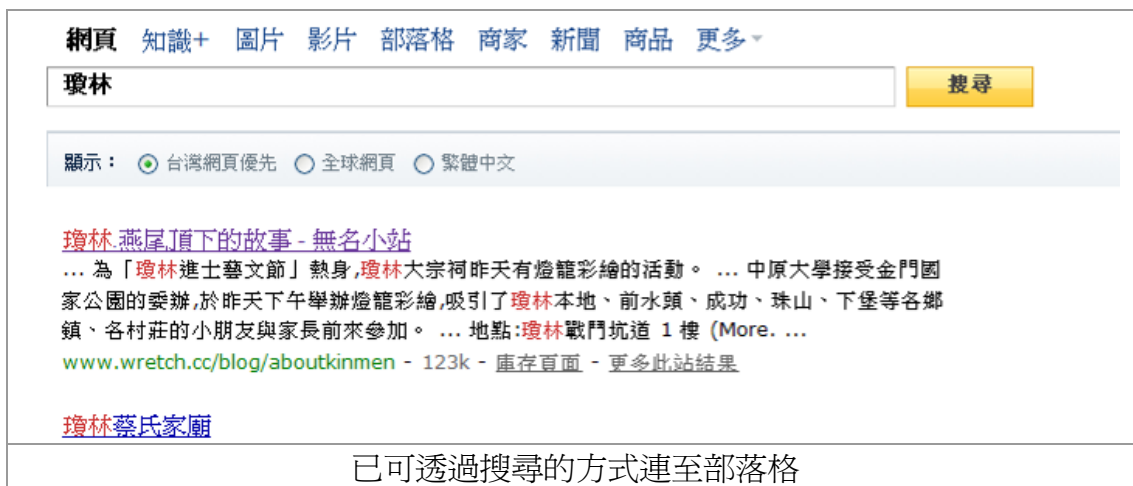 網頁 知識+ 圖片 影片 部落格 商家 新聞 商品 更多
瓊林 搜尋
顯示： 台灣網頁優先 全球網頁 繁體中文
瓊林.燕尾頂下的故事 - 無名小站
... 為「瓊林進士藝文節」熱身,瓊林大宗祠昨天有燈籠彩繪的活動。 ... 中原大學接受金門國
家公園的委辦,於昨天下午舉辦燈籠彩繪,吸引了瓊林本地、前水頭、成功、珠山、下堡等各鄉
鎮、各村莊的小朋友與家長前來參加。 ... 地點:瓊林戰鬥坑道 1 樓 (More. ...
www.wretch.cc/blog/aboutkinmen - 123k - 庫存頁面 - 更多此站結果
瓊林蔡氏家廟
已可透過搜尋的方式連至部落格